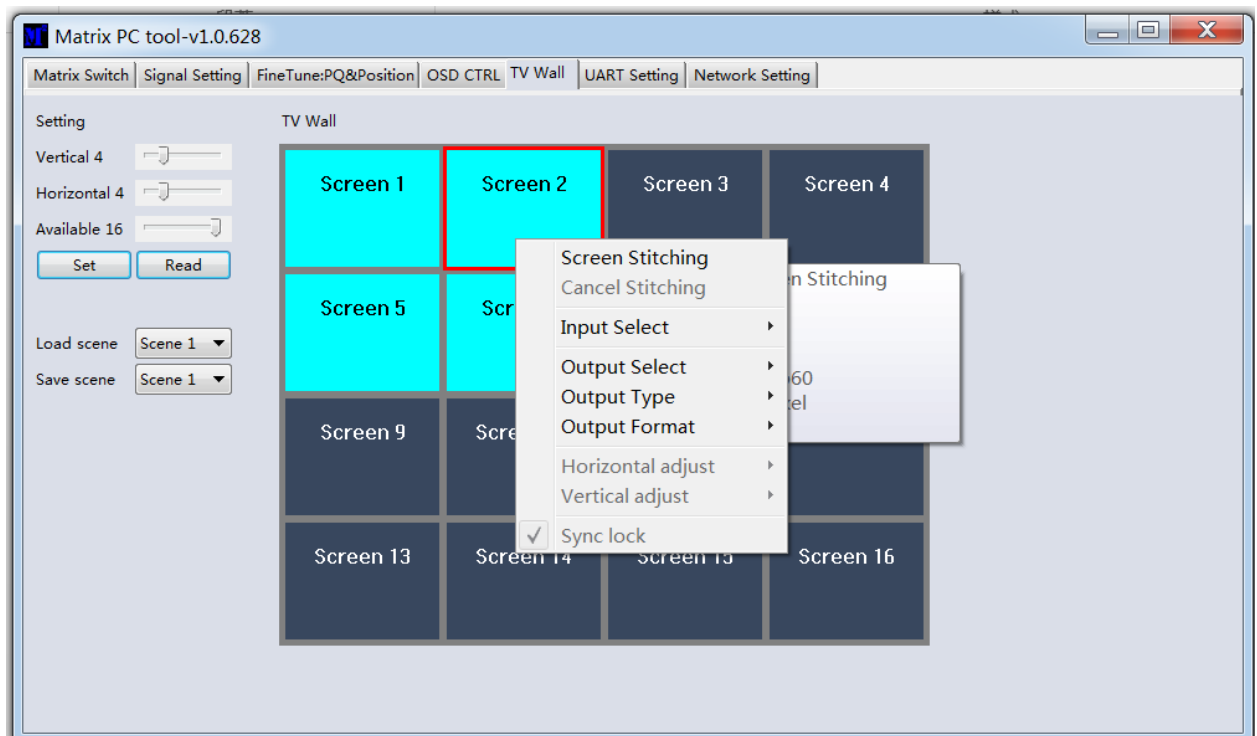 Matrix PC tool-v1.0.628
Matrix Switch Signal Setting FineTune:PQ&Position OSD CTRL TV Wall UART Setting Network Setting
Setting
TV Wall
Vertical 4
Horizontal 4
Available 16
Set Read
Load scene Scene 1
Save scene Scene 1
Screen 1 Screen 2 Screen 3 Screen 4
Screen 5
Screen 9
Screen 13 Screen 14 Screen 15 Screen 16
Screen Stitching
Cancel Stitching
Input Select
Output Select
Output Type
Output Format
Horizontal adjust
Vertical adjust
Sync lock
Stitching